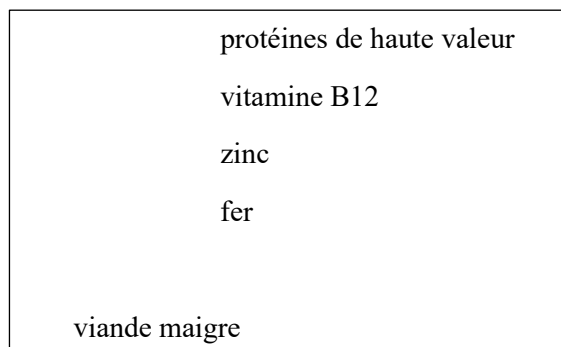 protéines de haute valeur
vitamine B12
zinc
fer
viande maigre